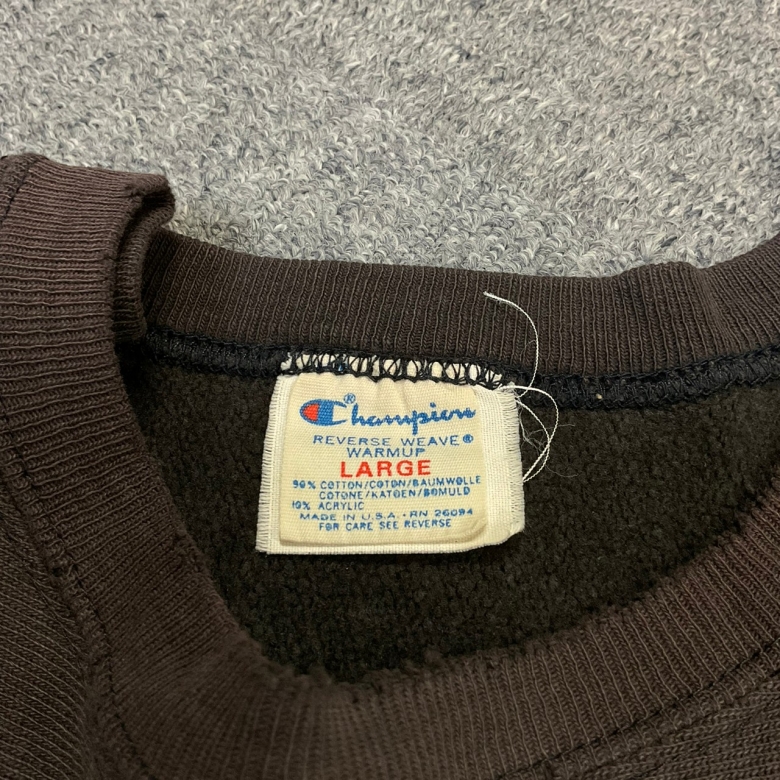 Champion®
REVERSE WEAVE®
WARMUP
LARGE
90% COTTON/COTON/BAUMWOLLE
COTONE/KATOEN/BOMULD
10% ACRYLIC
MADE IN U.S.A. · RN 26094
FOR CARE SEE REVERSE